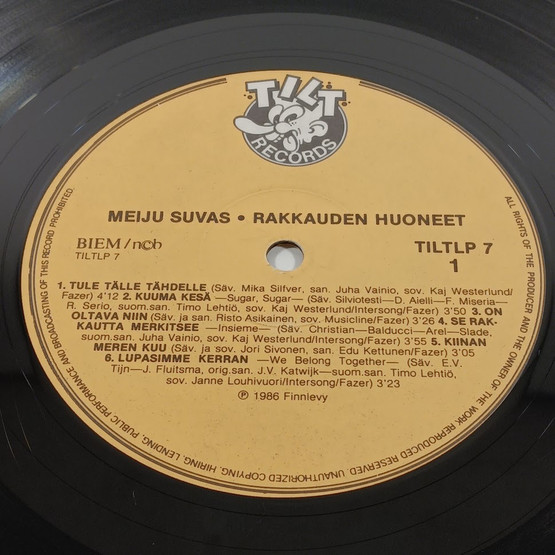 TILT
RECORDS
MEIJU SUVAS • RAKKAUDEN HUONEET
BIEM/ncb
TILTLP 7
TILTLP 7
1
1. TULE TÄLLE TÄHDELLE (Säv. Mika Silfver, san. Juha Vainio, sov. Kaj Westerlund/
Fazer) 4'12 2. KUUMA KESÄ —Sugar, Sugar— (Säv. Silviotesti—D. Aielli—F. Miseria—
R. Serio, suom.san. Timo Lehtiö, sov. Kaj Westerlund/Intersong/Fazer) 3'50 3. ON
OLTAVA NIIN (Säv. ja san. Risto Asikainen, sov. Musicline/Fazer) 3'26 4. SE RAK-
KAUTTA MERKITSEE —Insieme— (Säv. Christian—Balducci—Arel—Slade,
suom.san. Juha Vainio, sov. Kaj Westerlund/Intersong/Fazer) 3'55 5. KIINAN
MEREN KUU (Säv. ja sov. Jori Sivonen, san. Edu Kettunen/Fazer) 3'05
6. LUPASIMME KERRAN —We Belong Together— (Säv. E.V.
Tijn—J. Fluitsma, orig.san. J.V. Katwijk—suom.san. Timo Lehtiö,
sov. Janne Louhivuori/Intersong/Fazer) 3'23
℗ 1986 Finnlevy
ALL RIGHTS OF THE PRODUCER AND THE OWNER OF THE WORK REPRODUCED RESERVED. UNAUTHORIZED COPYING, HIRING, LENDING, PUBLIC PERFORMANCE AND BROADCASTING OF THIS RECORD PROHIBITED.